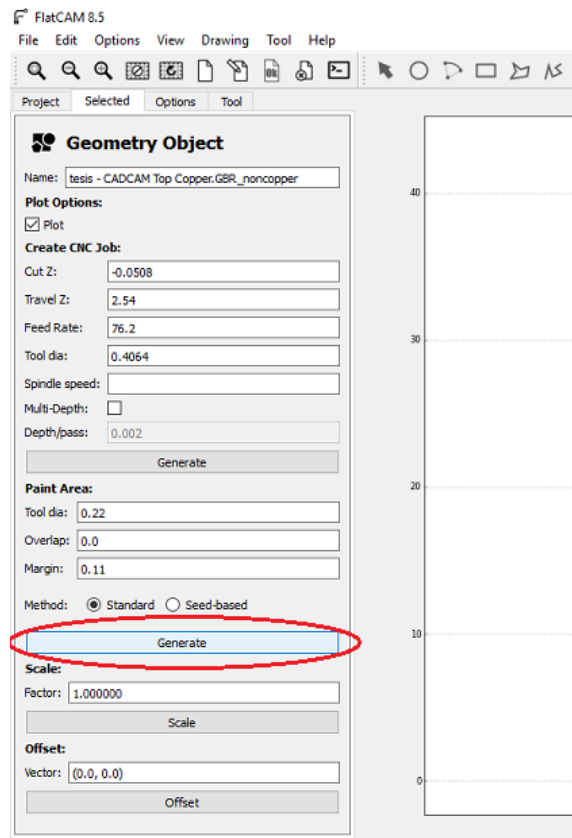 FlatCAM 8.5
File Edit Options View Drawing Tool Help
Ok >_
Project Selected Options Tool
Geometry Object
Name: tesis - CADCAM Top Copper.GBR_noncopper
Plot Options:
Plot
Create CNC Job:
Cut Z: -0.0508
Travel Z: 2.54
Feed Rate: 76.2
Tool dia: 0.4064
Spindle speed:
Multi-Depth:
Depth/pass: 0.002
Generate
Paint Area:
Tool dia: 0.22
Overlap: 0.0
Margin: 0.11
Method: Standard Seed-based
Generate
Scale:
Factor: 1.000000
Scale
Offset:
Vector: (0.0, 0.0)
Offset
40
30
20
10
0